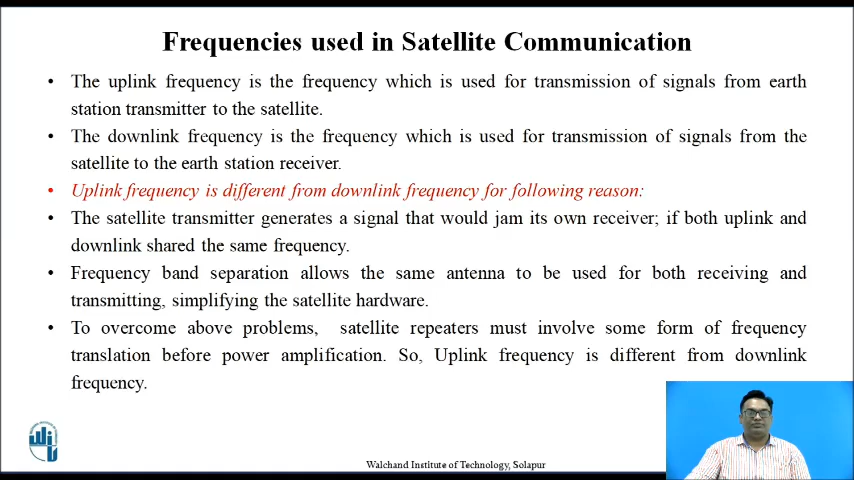 Frequencies used in Satellite Communication
• The uplink frequency is the frequency which is used for transmission of signals from earth
station transmitter to the satellite.
• The downlink frequency is the frequency which is used for transmission of signals from the
satellite to the earth station receiver.
• Uplink frequency is different from downlink frequency for following reason:
• The satellite transmitter generates a signal that would jam its own receiver; if both uplink and
downlink shared the same frequency.
• Frequency band separation allows the same antenna to be used for both receiving and
transmitting, simplifying the satellite hardware.
• To overcome above problems, satellite repeaters must involve some form of frequency
translation before power amplification. So, Uplink frequency is different from downlink
frequency.
Walchand Institute of Technology, Solapur